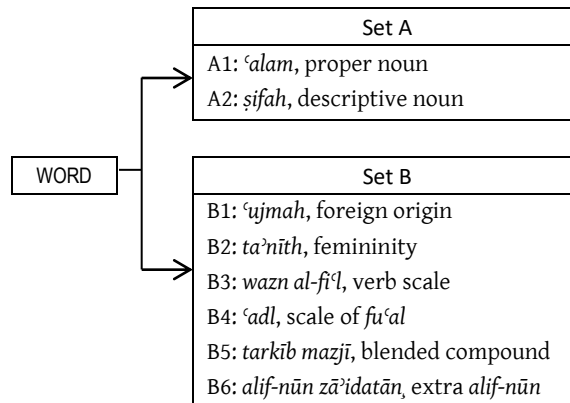 Set A
A1: ʿalam, proper noun
A2: ṣifah, descriptive noun
WORD
Set B
B1: ʿujmah, foreign origin
B2: taʾnīth, femininity
B3: wazn al-fiʿl, verb scale
B4: ʿadl, scale of fuʿal
B5: tarkīb mazjī, blended compound
B6: alif-nūn zāʾidatān, extra alif-nūn